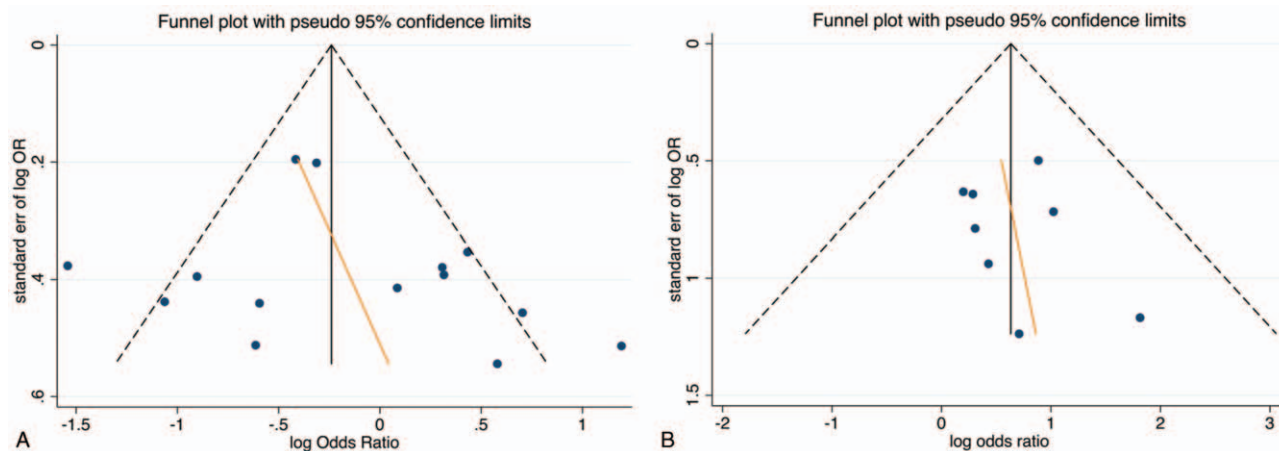 Funnel plot with pseudo 95% confidence limits
standard err of log OR
0
.2
.4
.6
-1.5
-1
-.5
0
.5
1
log Odds Ratio
A
Funnel plot with pseudo 95% confidence limits
standard err of log OR
0
.5
1
1.5
-2
-1
0
1
2
3
log odds ratio
B